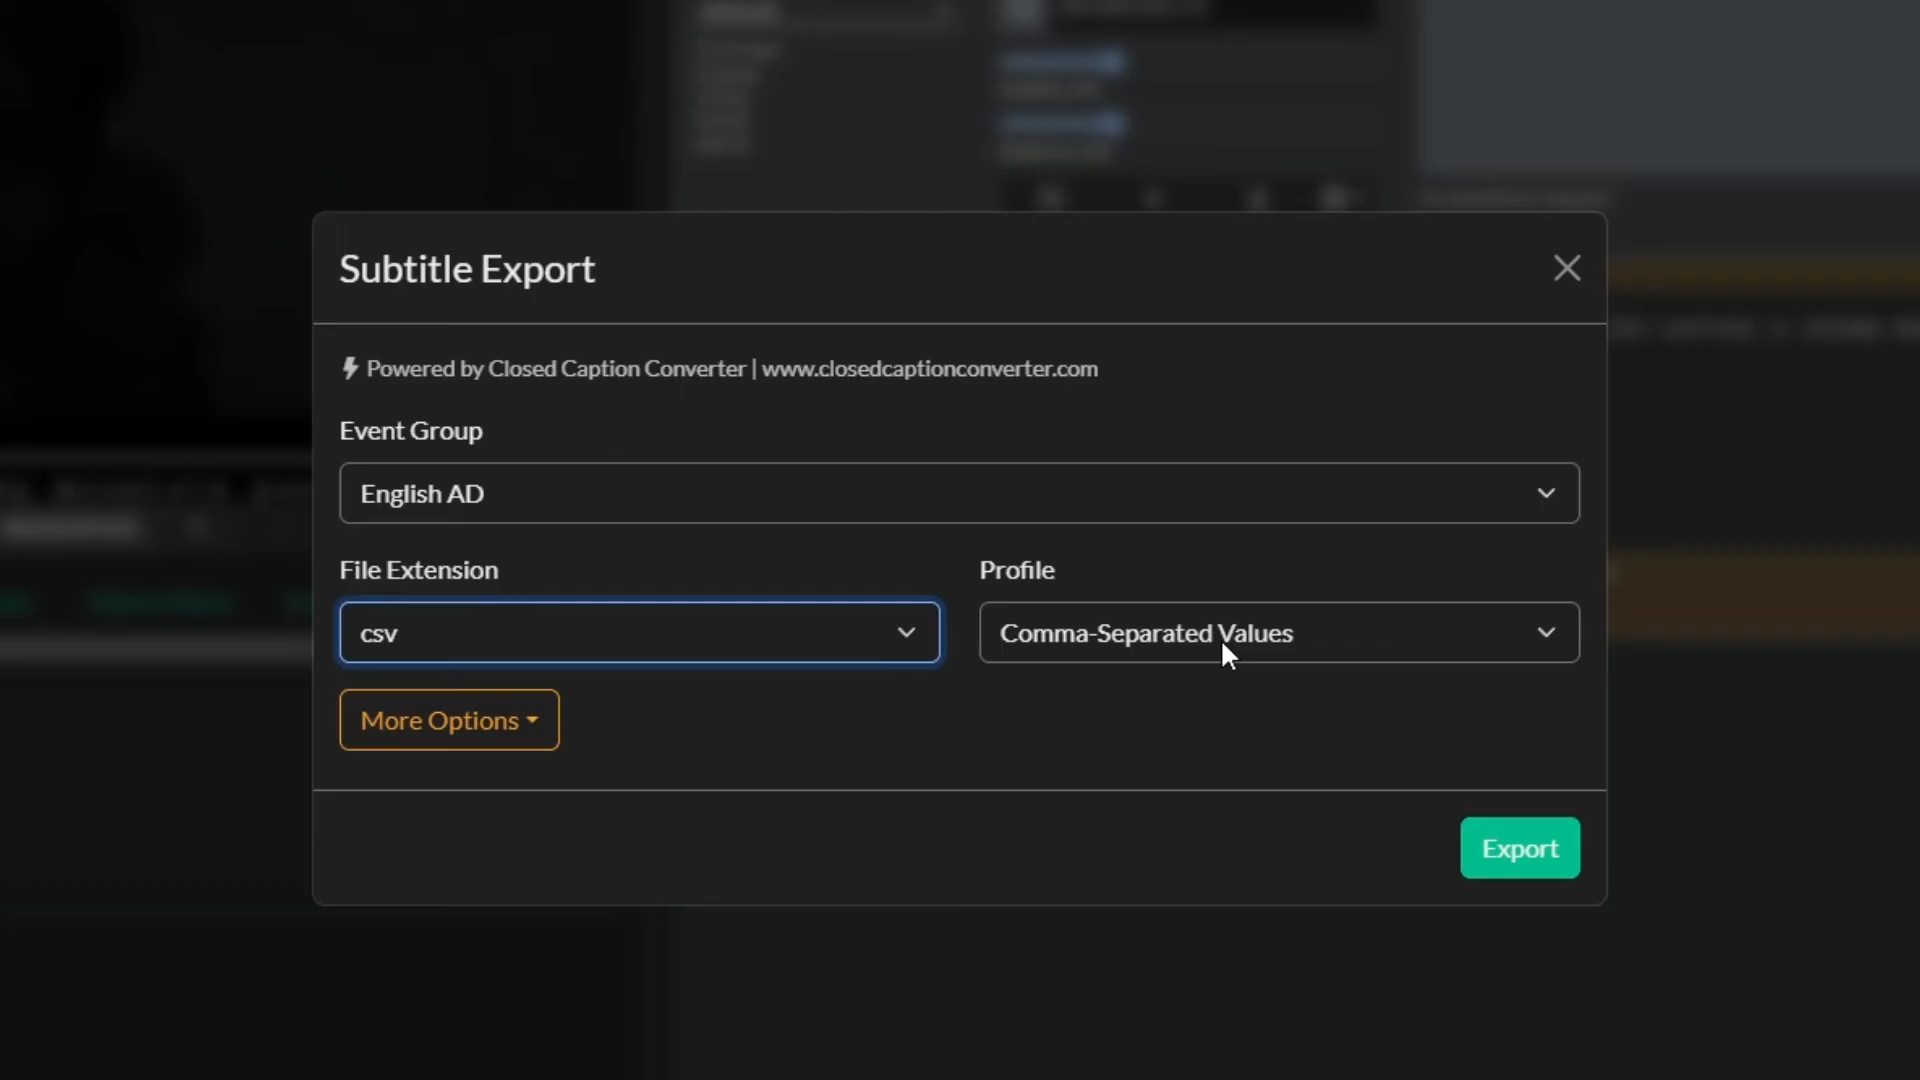 Subtitle Export
Powered by Closed Caption Converter | www.closedcaptionconverter.com
Event Group
English AD
File Extension
Profile
csv
Comma-Separated Values
More Options
Export